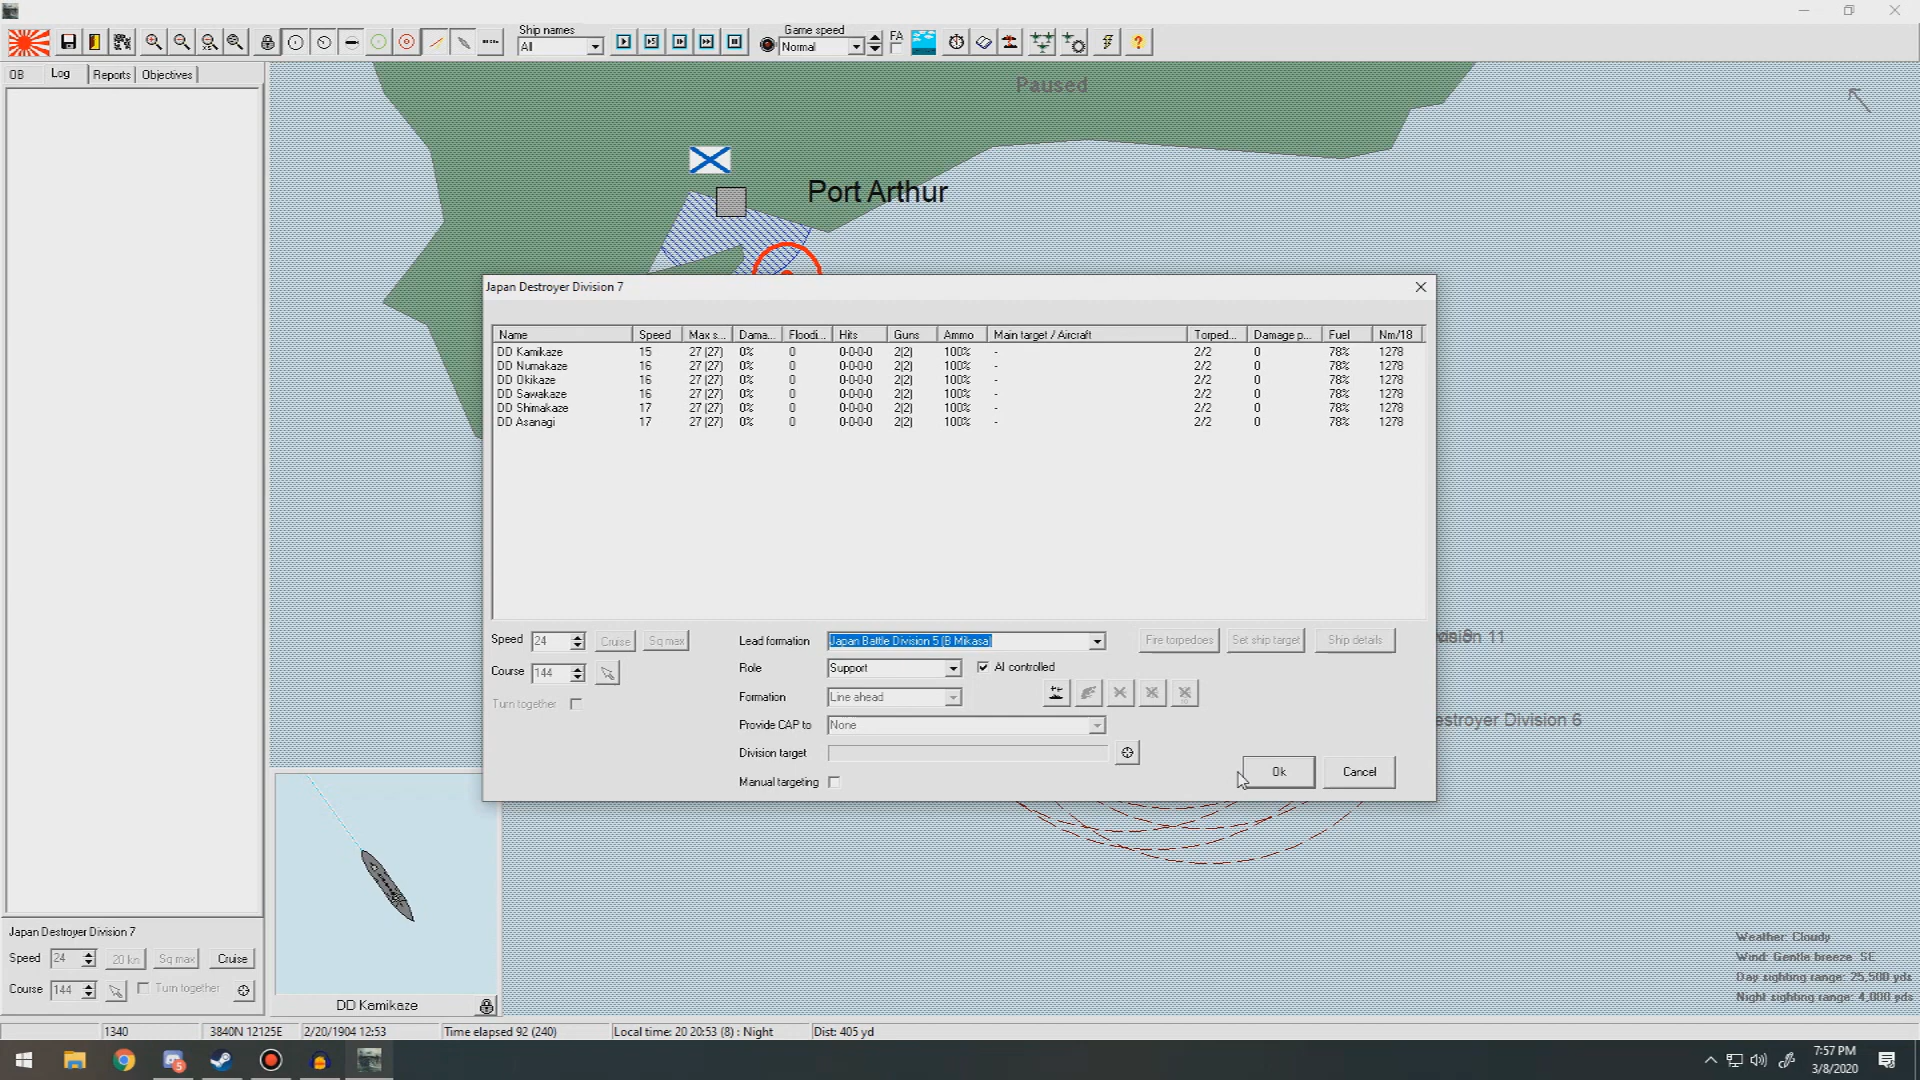 Ship names
All
Game speed
Normal
FA
OB
Log
Reports
Objectives
Paused
Port Arthur
Japan Destroyer Division 7
Name Speed Max s... Dama... Floodi... Hits Guns Ammo Main target / Aircraft Torped... Damage p... Fuel Nm/18
DD Kamikaze 15 27 (27) 0% 0 0-0-0-0 2(2) 100% - 2/2 0 78% 1278
DD Numakaze 16 27 (27) 0% 0 0-0-0-0 2(2) 100% - 2/2 0 78% 1278
DD Okikaze 16 27 (27) 0% 0 0-0-0-0 2(2) 100% - 2/2 0 78% 1278
DD Sawakaze 16 27 (27) 0% 0 0-0-0-0 2(2) 100% - 2/2 0 78% 1278
DD Shimakaze 17 27 (27) 0% 0 0-0-0-0 2(2) 100% - 2/2 0 78% 1278
DD Asanagi 17 27 (27) 0% 0 0-0-0-0 2(2) 100% - 2/2 0 78% 1278
Speed 24 Cruise Sq max
Course 144
Turn together
Lead formation Japan Battle Division 5 (B Mikasa)
Role Support AI controlled
Formation Line ahead
Provide CAP to None
Division target
Manual targeting
Fire torpedoes Set ship target Ship details
Ok Cancel
11
estroyer Division 6
Japan Destroyer Division 7
Speed 24 20 kn Sq max Cruise
Course 144 Turn together
DD Kamikaze
Weather: Cloudy
Wind: Gentle breeze SE
Day sighting range: 25,500 yds
Night sighting range: 4,000 yds
1340 3840N 12125E 2/20/1904 12:53 Time elapsed 92 (240) Local time: 20 20:53 (8) : Night Dist: 405 yd
7:57 PM
3/8/2020